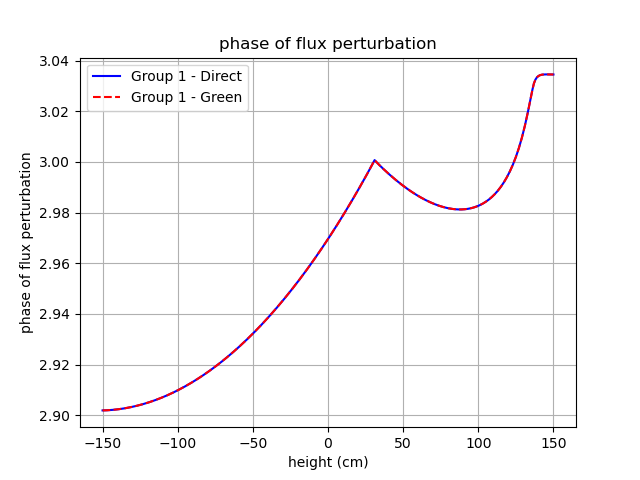 phase of flux perturbation
Group 1 - Direct
Group 1 - Green
phase of flux perturbation
3.04
3.02
3.00
2.98
2.96
2.94
2.92
2.90
−150 −100 −50 0 50 100 150
height (cm)